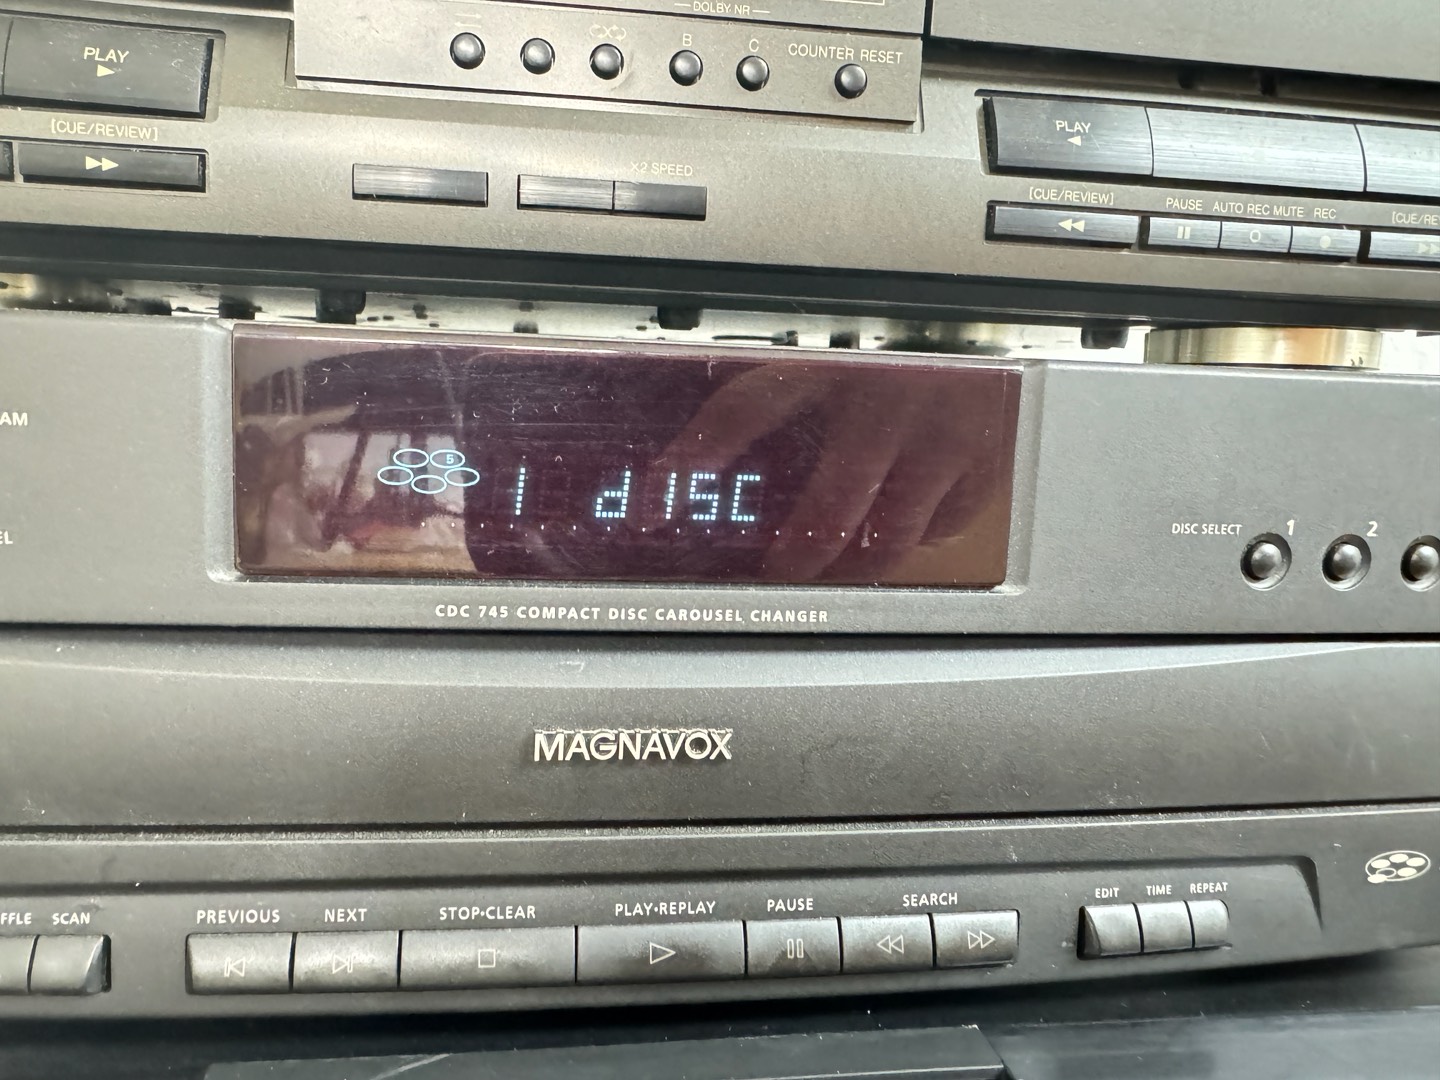 DOLBY NR
B C COUNTER RESET
PLAY
[CUE/REVIEW]
X2 SPEED
PLAY
[CUE/REVIEW]
PAUSE AUTO REC MUTE REC
[CUE/RE
AM
EL
5
1 dISC
DISC SELECT 1 2
CDC 745 COMPACT DISC CAROUSEL CHANGER
MAGNAVOX
FFLE SCAN
PREVIOUS NEXT STOP•CLEAR PLAY•REPLAY PAUSE SEARCH
EDIT TIME REPEAT